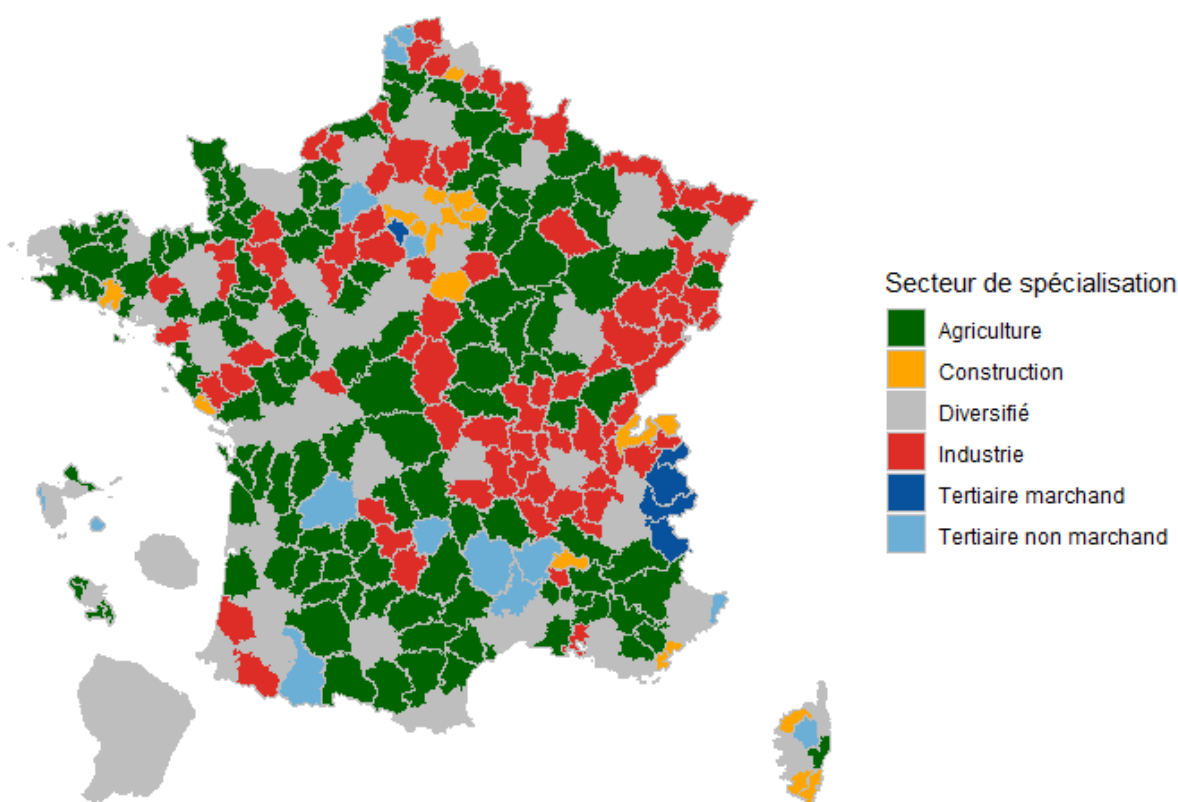 Secteur de spécialisation
Agriculture
Construction
Diversifié
Industrie
Tertiaire marchand
Tertiaire non marchand